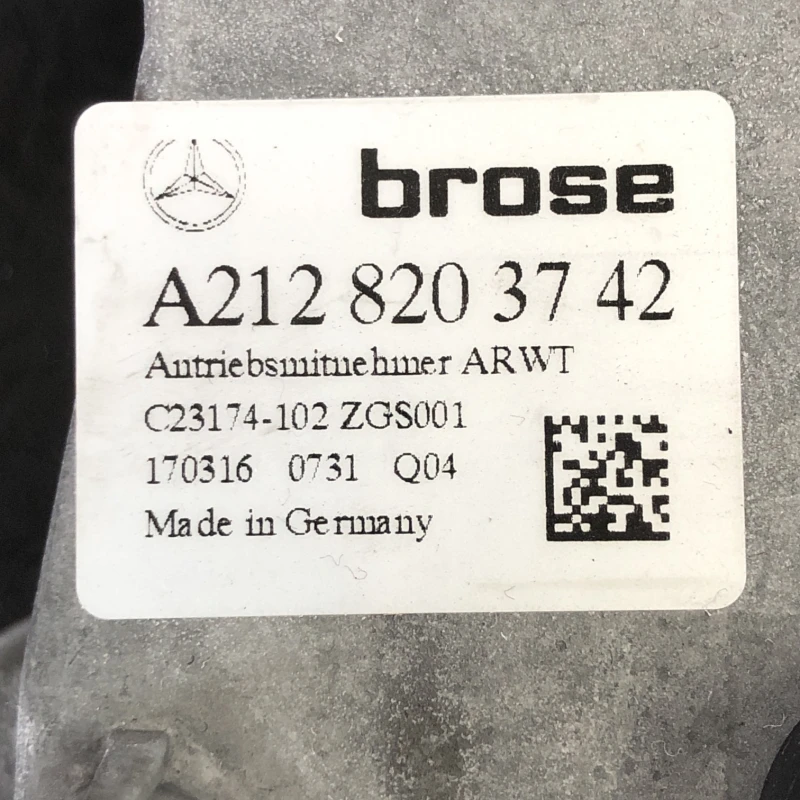 brose
A212 820 37 42
Antriebsmitnehmer ARWT
C23174-102 ZGS001
170316 0731 Q04
Made in Germany